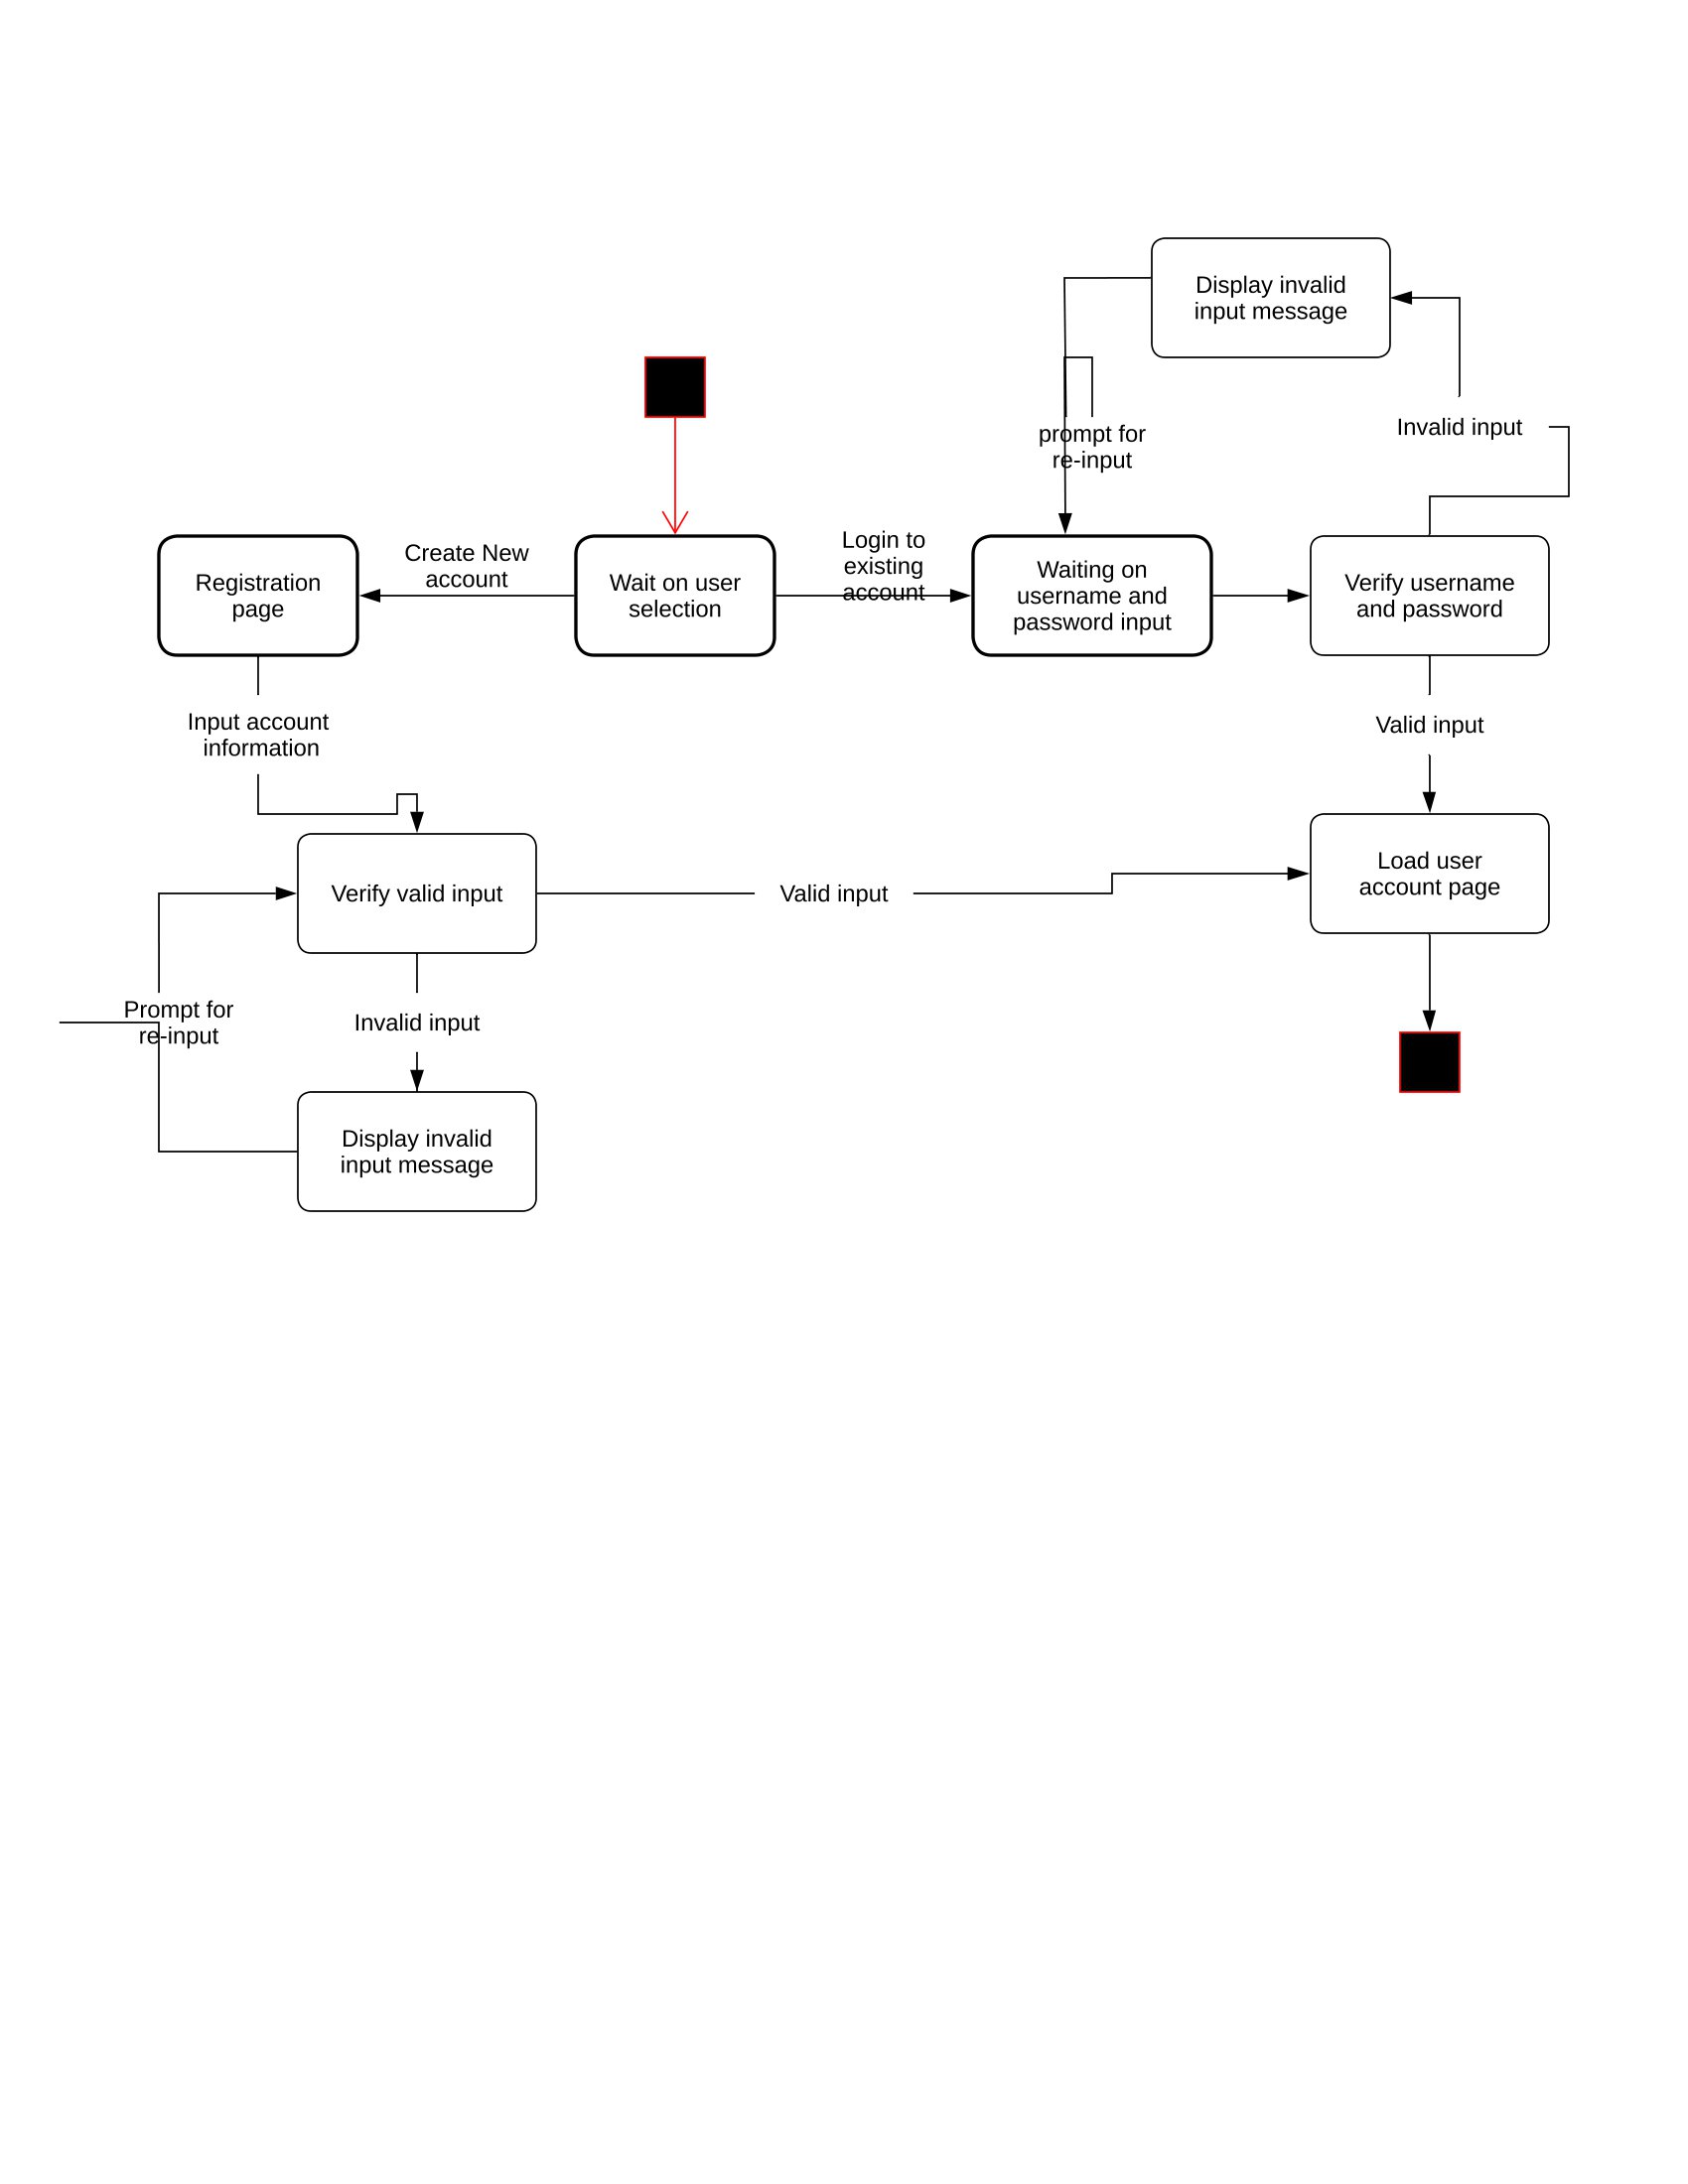 Display invalid
input message
prompt for
re-input
Invalid input
Registration
page
Create New
account
Wait on user
selection
Login to
existing
account
Waiting on
username and
password input
Verify username
and password
Input account
information
Valid input
Verify valid input
Valid input
Load user
account page
Prompt for
re-input
Invalid input
Display invalid
input message